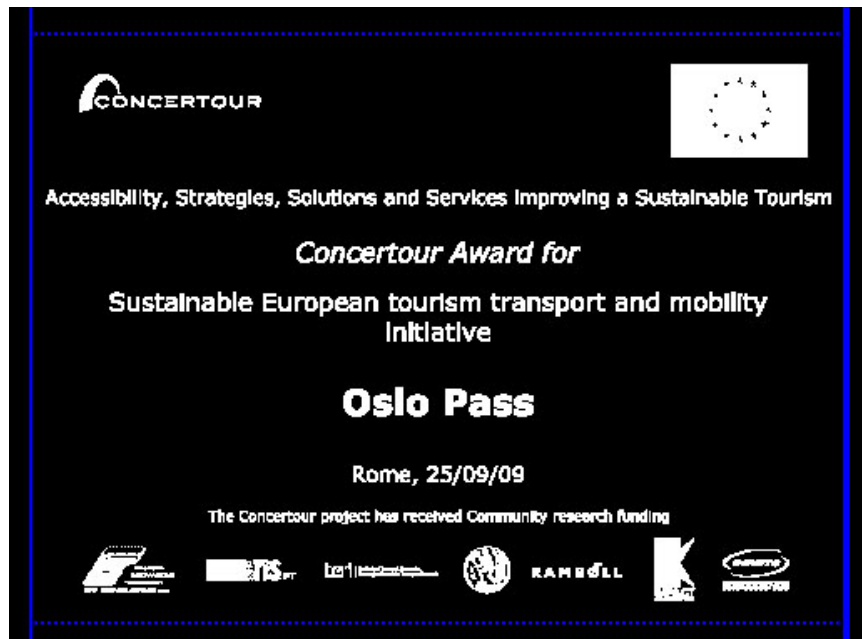 CONCERTOUR
Accessibility, Strategies, Solutions and Services improving a Sustainable Tourism
Concertour Award for
Sustainable European tourism transport and mobility
initiative
Oslo Pass
Rome, 25/09/09
The Concertour project has received Community research funding
RAMBOLL